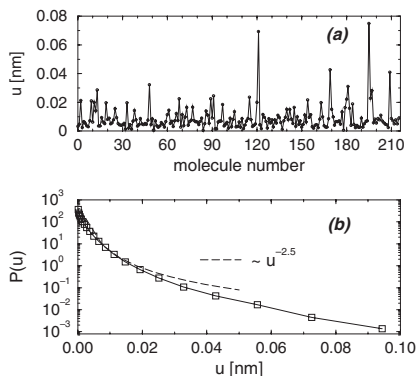 0.08
0.06
0.04
0.02
0
u [nm]
(a)
0 30 60 90 120 150 180 210
molecule number
10³
10²
10¹
10⁰
10⁻¹
10⁻²
10⁻³
P(u)
(b)
~ u⁻²·⁵
0.00 0.02 0.04 0.06 0.08 0.10
u [nm]